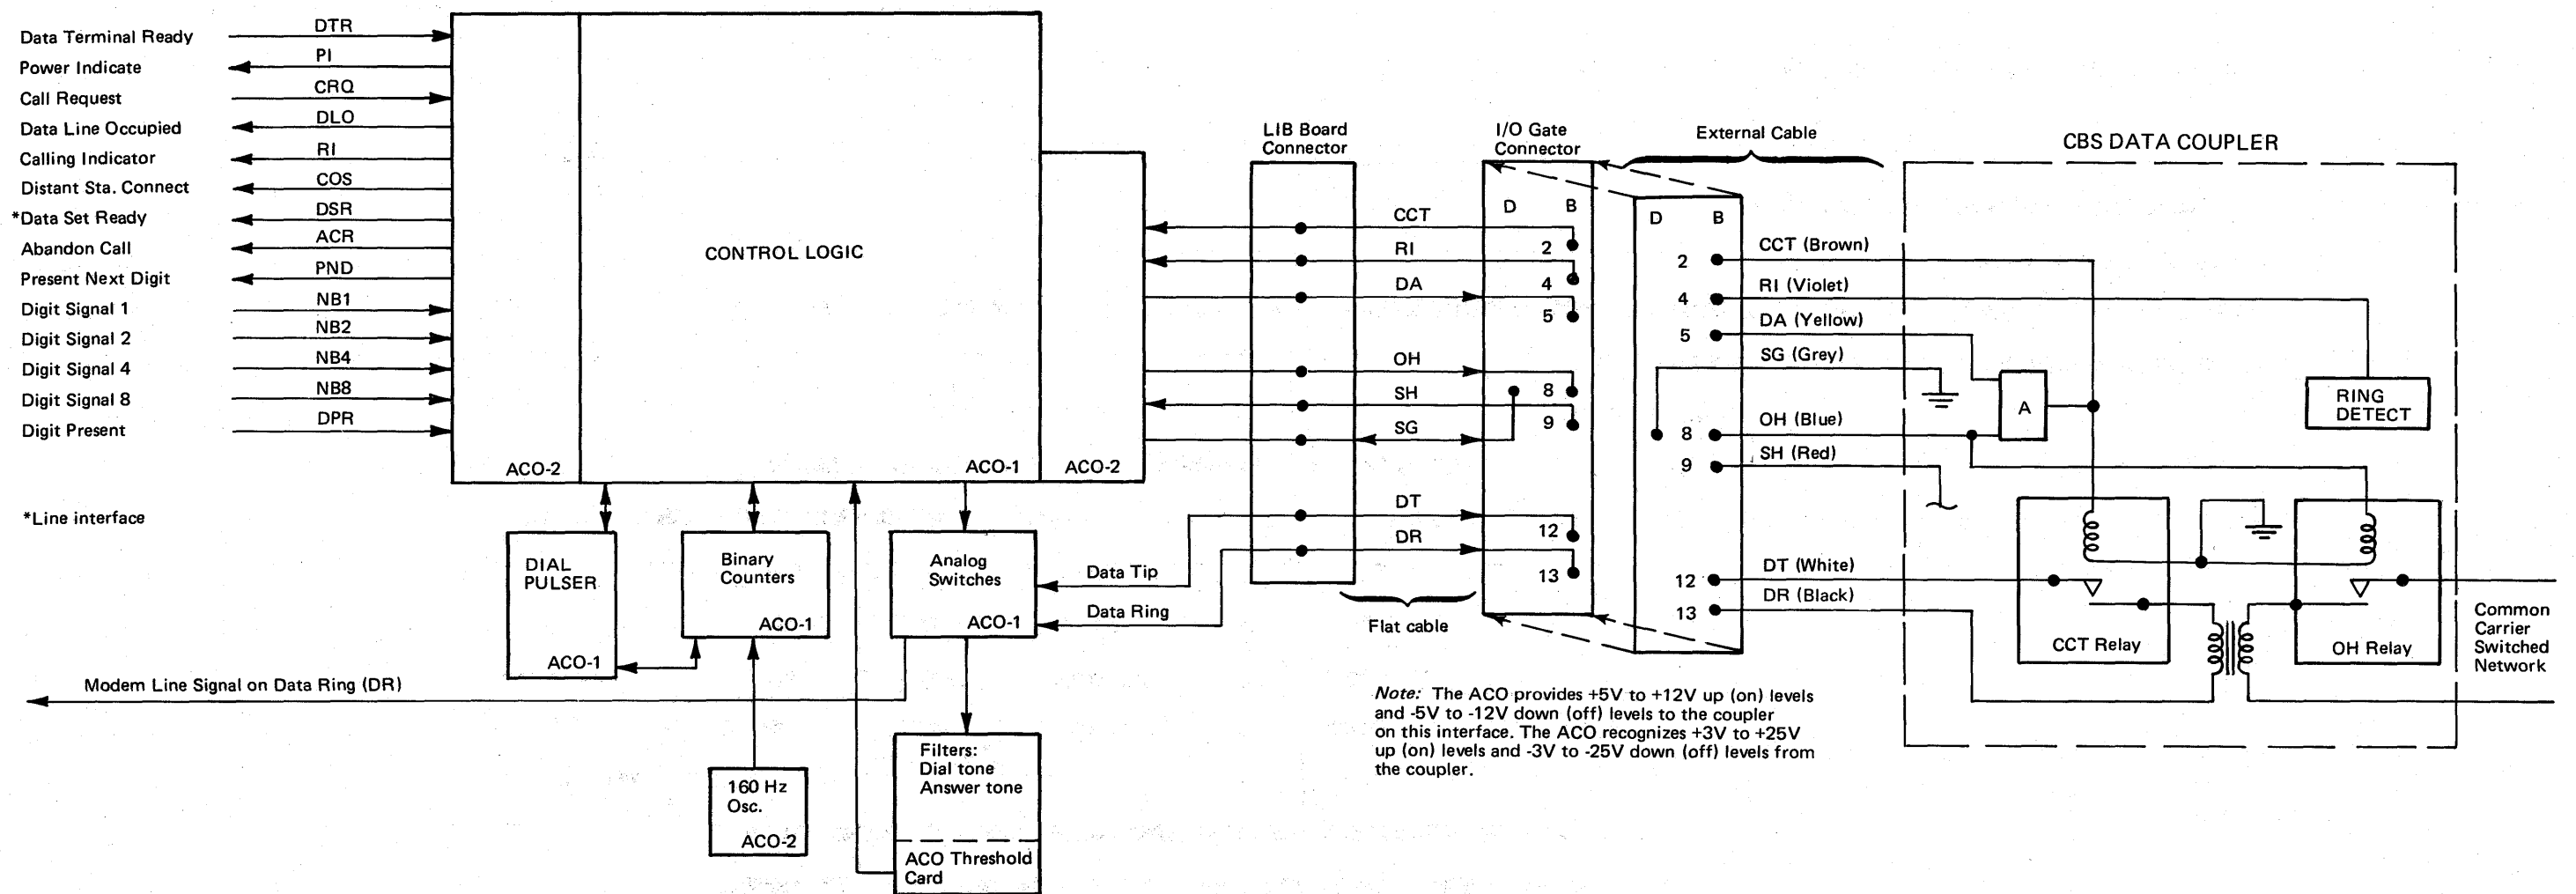 Data Terminal Ready DTR
Power Indicate PI
Call Request CRQ
Data Line Occupied DLO
Calling Indicator RI
Distant Sta. Connect COS
*Data Set Ready DSR
Abandon Call ACR
Present Next Digit PND
Digit Signal 1 NB1
Digit Signal 2 NB2
Digit Signal 4 NB4
Digit Signal 8 NB8
Digit Present DPR
*Line interface
CONTROL LOGIC
ACO-2
ACO-1
ACO-2
DIAL
PULSER
ACO-1
Binary
Counters
ACO-1
Analog
Switches
ACO-1
Data Tip
Data Ring
Modem Line Signal on Data Ring (DR)
160 Hz
Osc.
ACO-2
Filters:
Dial tone
Answer tone
ACO Threshold
Card
LIB Board
Connector
CCT
RI
DA
OH
SH
SG
DT
DR
Flat cable
I/O Gate
Connector
D B
2
4
5
8
9
12
13
External Cable
D B
2
4
5
8
9
12
13
CCT (Brown)
RI (Violet)
DA (Yellow)
SG (Grey)
OH (Blue)
SH (Red)
DT (White)
DR (Black)
CBS DATA COUPLER
A
RING
DETECT
CCT Relay
OH Relay
Common
Carrier
Switched
Network
Note: The ACO provides +5V to +12V up (on) levels
and -5V to -12V down (off) levels to the coupler
on this interface. The ACO recognizes +3V to +25V
up (on) levels and -3V to -25V down (off) levels from
the coupler.